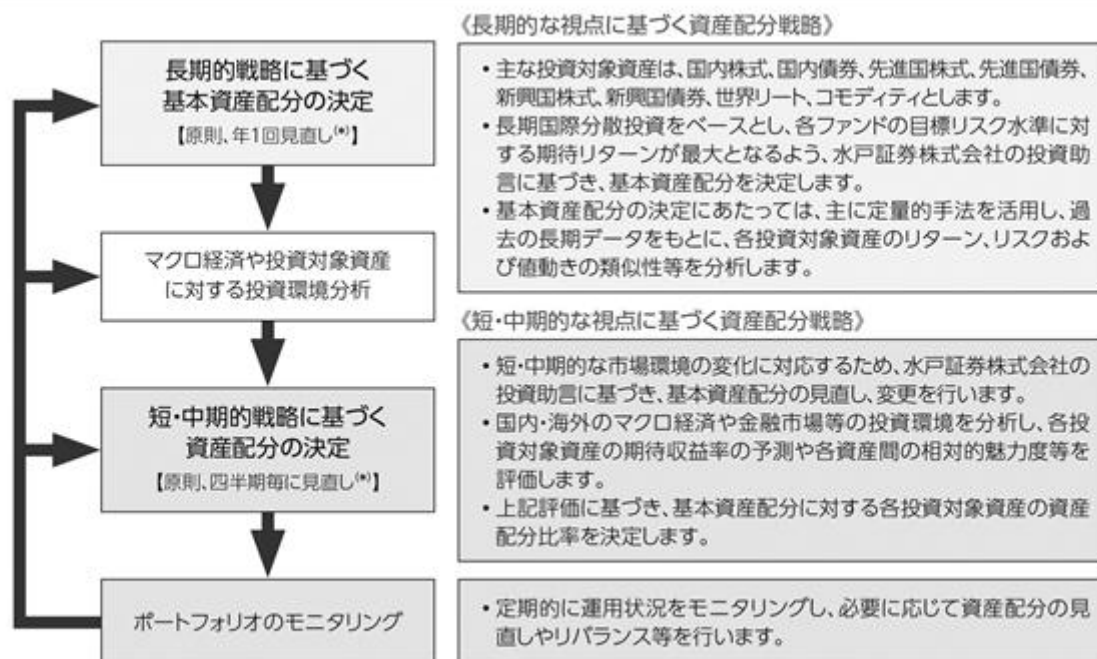 長期的戦略に基づく
基本資産配分の決定
【原則、年1回見直し(*)】
マクロ経済や投資対象資産
に対する投資環境分析
短・中期的戦略に基づく
資産配分の決定
【原則、四半期毎に見直し(*)】
ポートフォリオのモニタリング
《長期的な視点に基づく資産配分戦略》
・主な投資対象資産は、国内株式、国内債券、先進国株式、先進国債券、
新興国株式、新興国債券、世界リート、コモディティとします。
・長期国際分散投資をベースとし、各ファンドの目標リスク水準に対
する期待リターンが最大となるよう、水戸証券株式会社の投資助
言に基づき、基本資産配分を決定します。
・基本資産配分の決定にあたっては、主に定量的手法を活用し、過
去の長期データをもとに、各投資対象資産のリターン、リスクおよ
び値動きの類似性等を分析します。
《短・中期的な視点に基づく資産配分戦略》
・短・中期的な市場環境の変化に対応するため、水戸証券株式会社の
投資助言に基づき、基本資産配分の見直し、変更を行います。
・国内・海外のマクロ経済や金融市場等の投資環境を分析し、各投
資対象資産の期待収益率の予測や各資産間の相対的魅力度等を
評価します。
・上記評価に基づき、基本資産配分に対する各投資対象資産の資産
配分比率を決定します。
・定期的に運用状況をモニタリングし、必要に応じて資産配分の見
直しやリバランス等を行います。